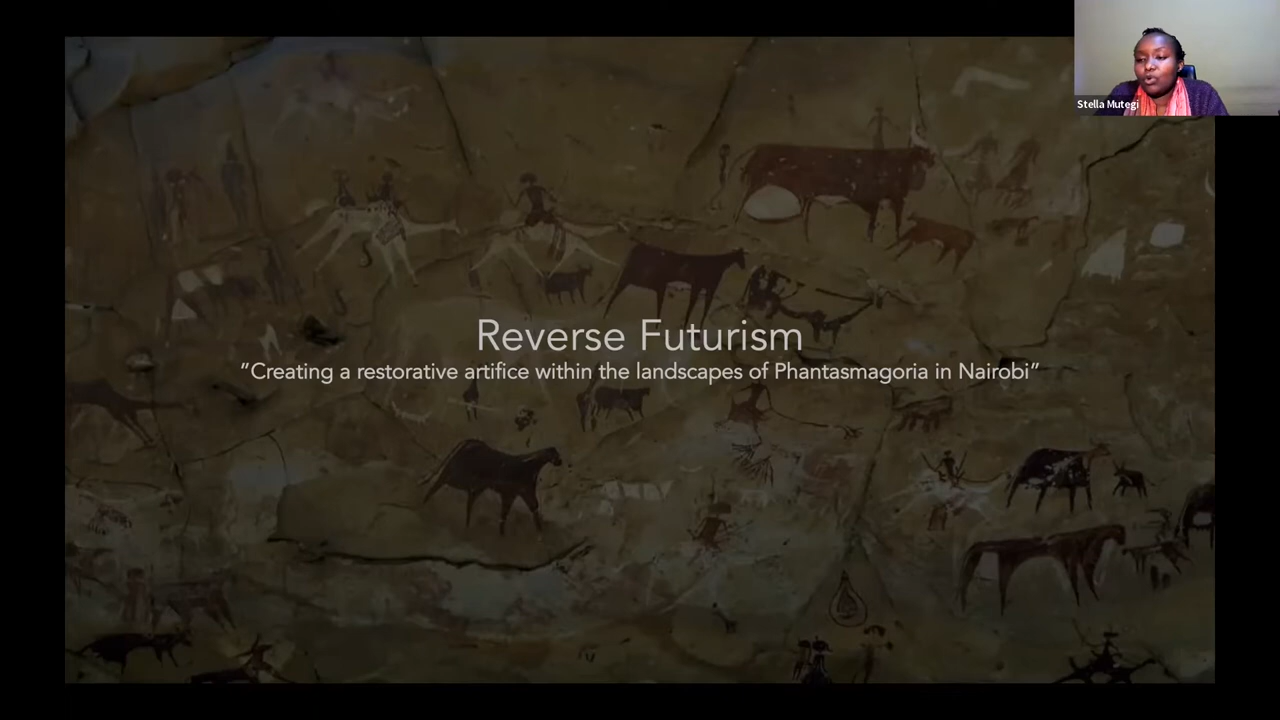 Stella Mutegi
Reverse Futurism
"Creating a restorative artifice within the landscapes of Phantasmagoria in Nairobi"